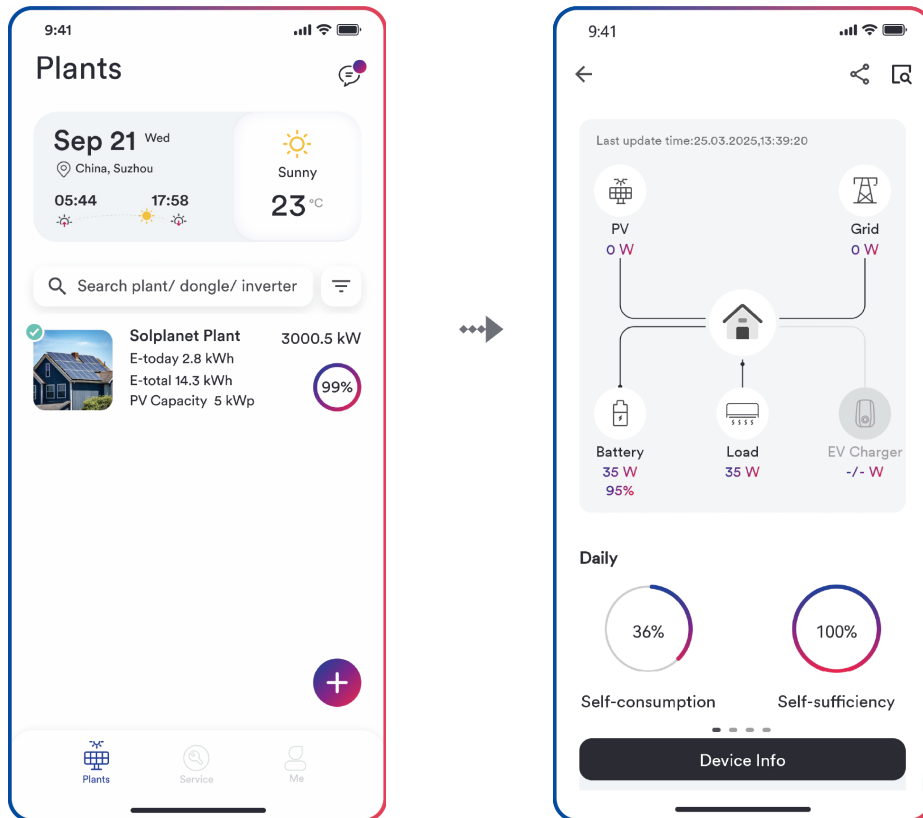 9:41
Plants
Sep 21 Wed
China, Suzhou
05:44 17:58
Sunny
23 °C
Search plant/ dongle/ inverter
Solplanet Plant
3000.5 kW
E-today 2.8 kWh
E-total 14.3 kWh
PV Capacity 5 kWp
99%
Plants
Service
Me
9:41
Last update time:25.03.2025,13:39:20
PV
0 W
Grid
0 W
Battery
35 W
95%
Load
35 W
EV Charger
-/- W
Daily
36%
100%
Self-consumption
Self-sufficiency
Device Info